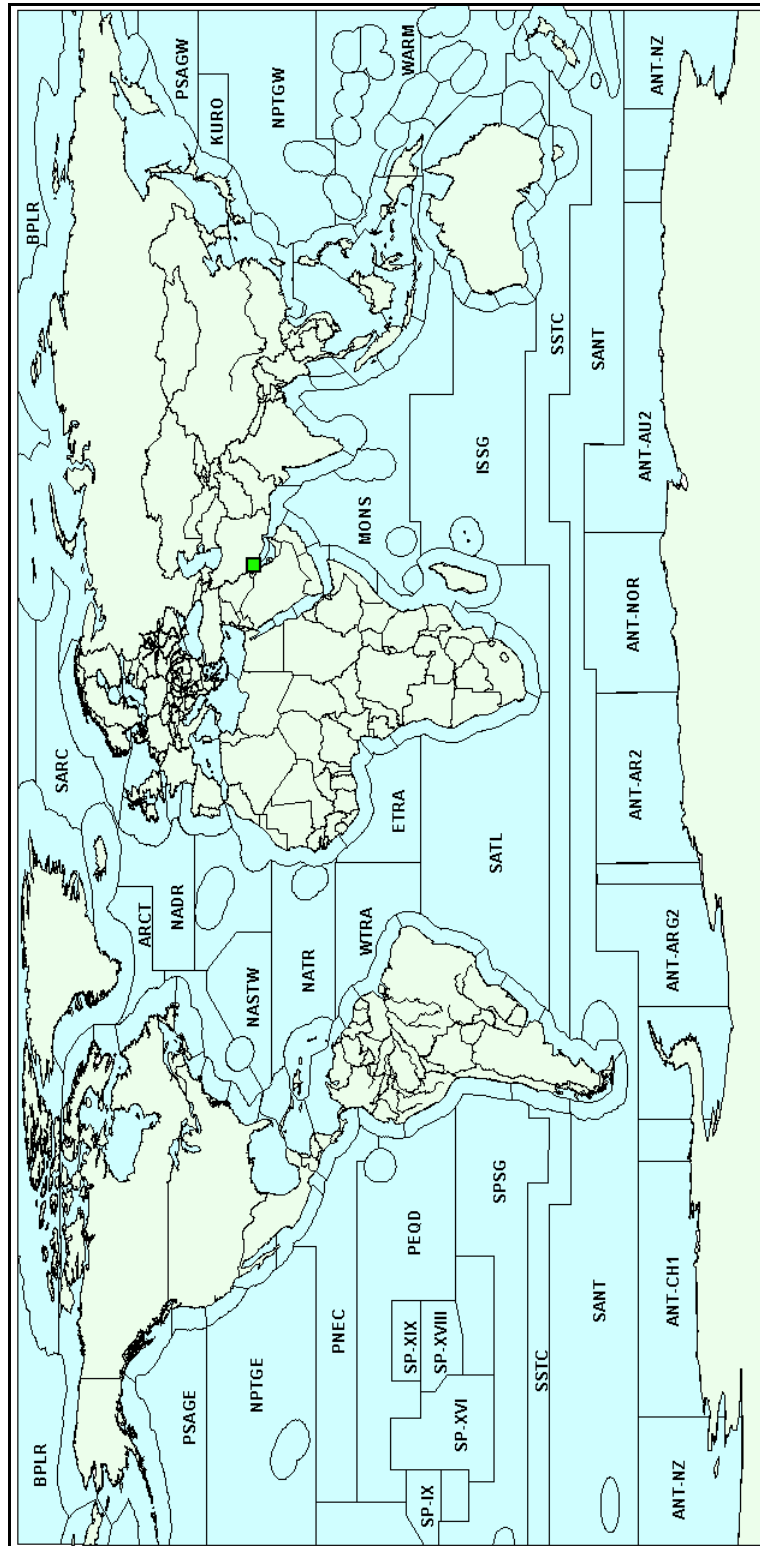 BPLR
BPLR
SARC
ARCT
NADR
PSAGE
PSAGW
KURO
NPTGE
NASTW
NPTGW
NATR
PNEC
WTRA
MONS
WARM
ETRA
SP-XIX
PEQD
SP-IX
SP-XVIII
SP-XVI
ISSG
SPSG
SATL
SSTC
SSTC
SANT
SANT
ANT-NZ
ANT-CH1
ANT-ARG2
ANT-AR2
ANT-NOR
ANT-AU2
ANT-NZ